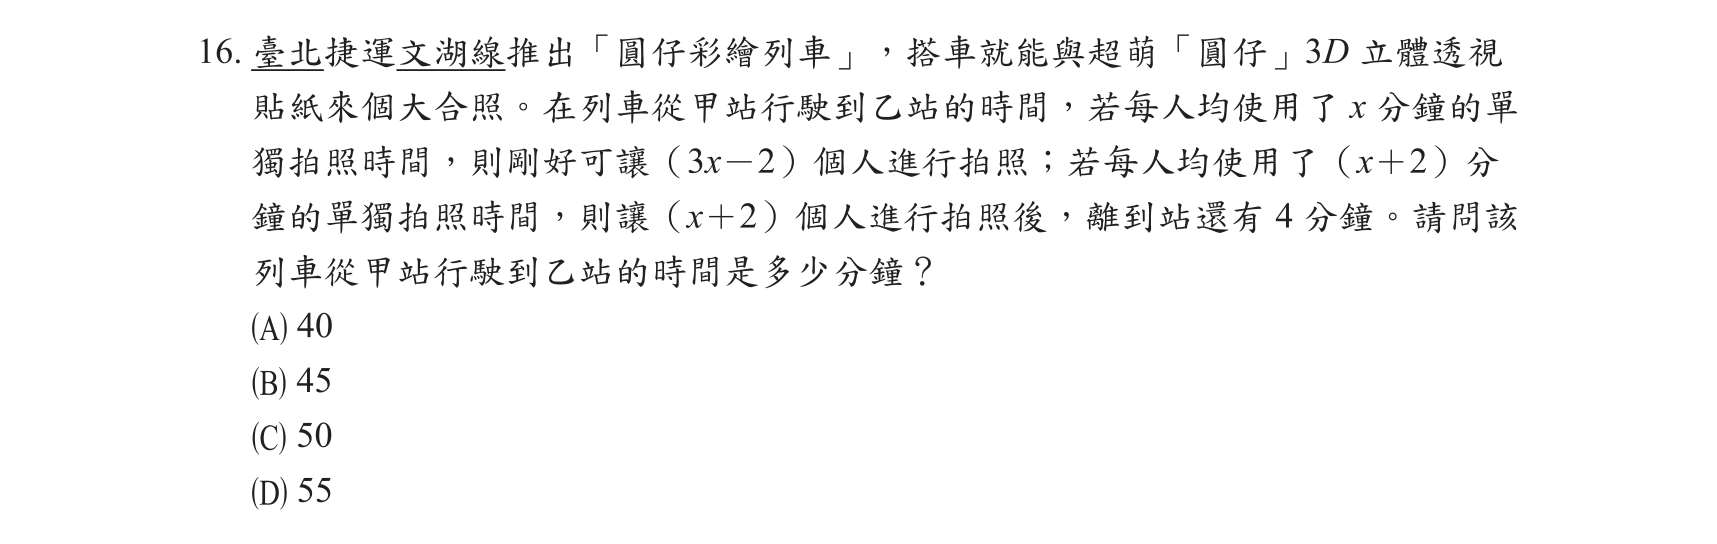 16. 臺北捷運文湖線推出「圓仔彩繪列車」，搭車就能與超萌「圓仔」3D 立體透視
貼紙來個大合照。在列車從甲站行駛到乙站的時間，若每人均使用了 x 分鐘的單
獨拍照時間，則剛好可讓（3x－2）個人進行拍照；若每人均使用了（x＋2）分
鐘的單獨拍照時間，則讓（x＋2）個人進行拍照後，離到站還有 4 分鐘。請問該
列車從甲站行駛到乙站的時間是多少分鐘？
(A) 40
(B) 45
(C) 50
(D) 55